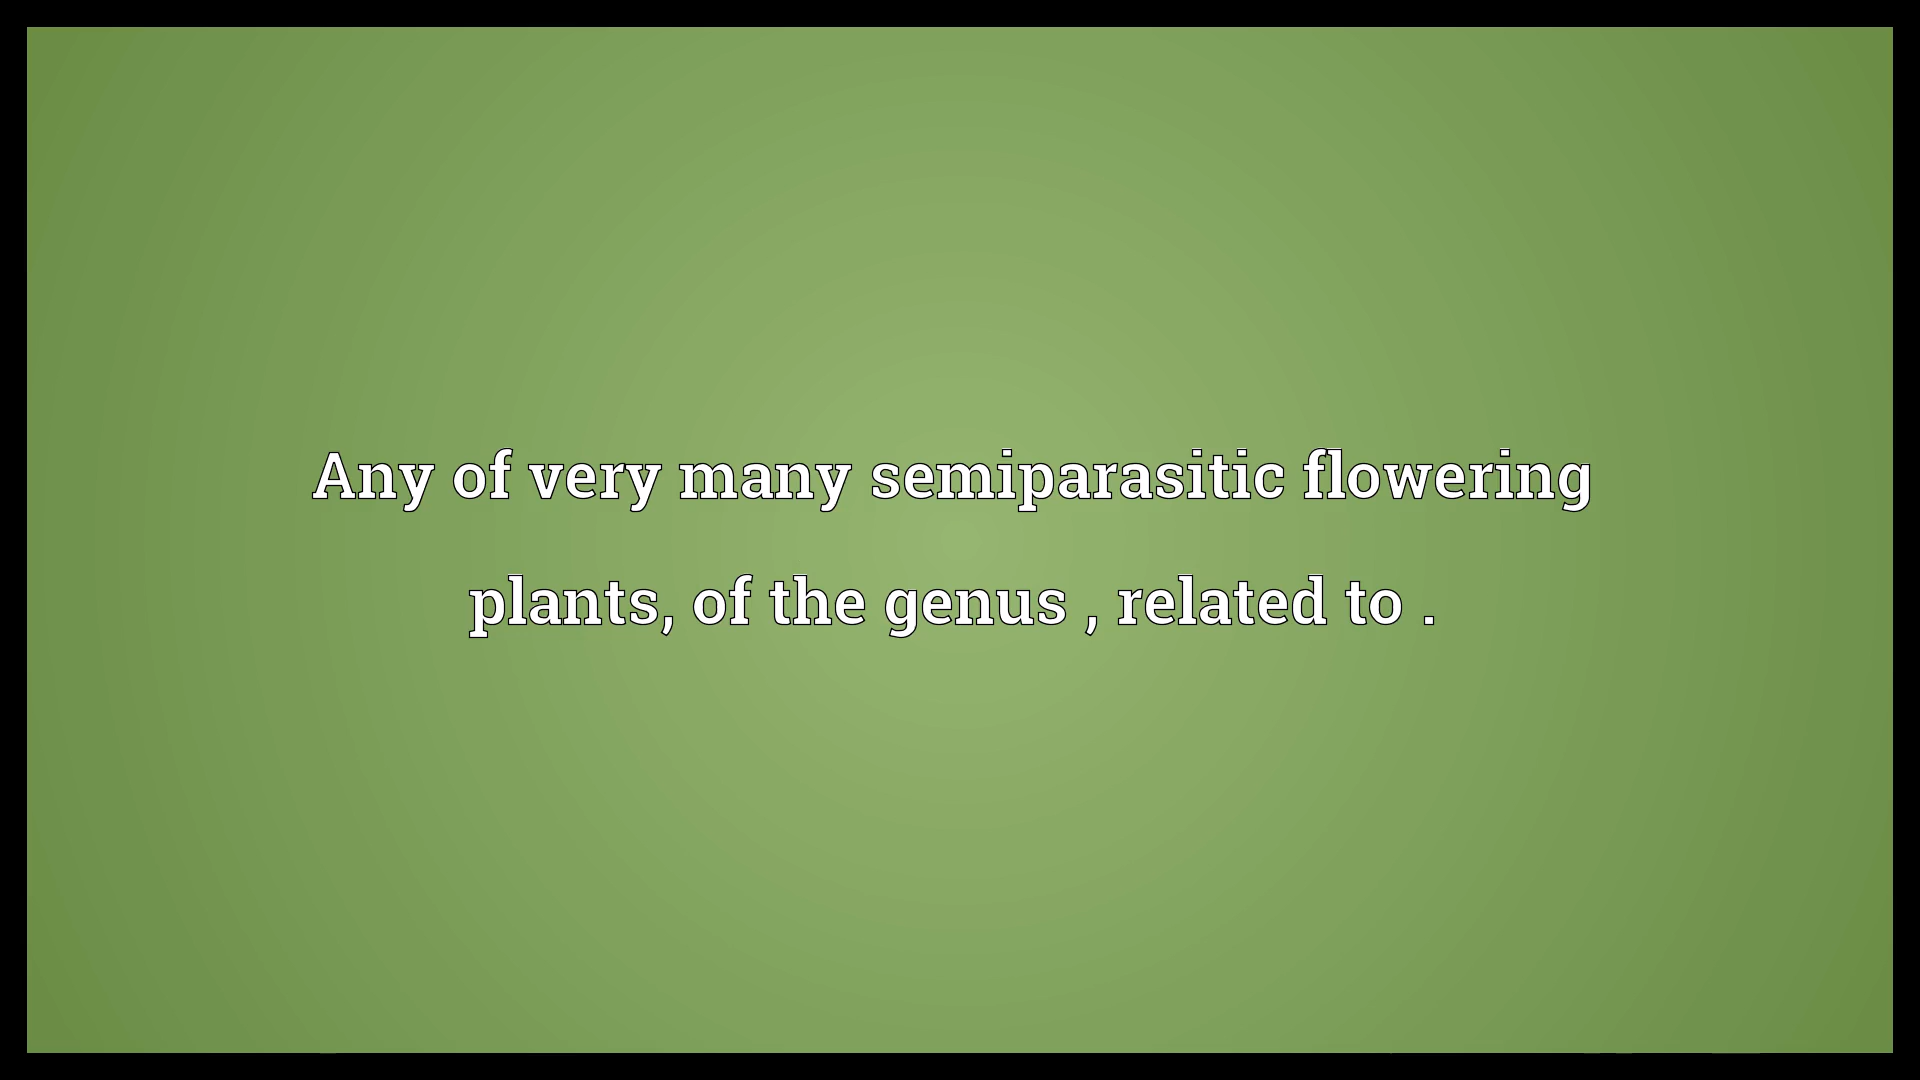 Any of very many semiparasitic flowering
plants, of the genus , related to .